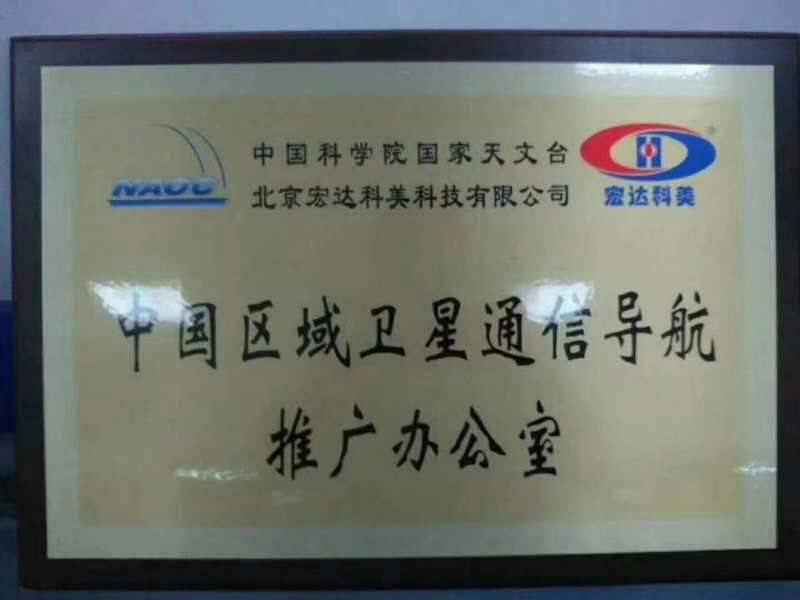 中国科学院国家天文台
北京宏达科美科技有限公司
NAOC
®
宏达科美
中国区域卫星通信导航
推广办公室